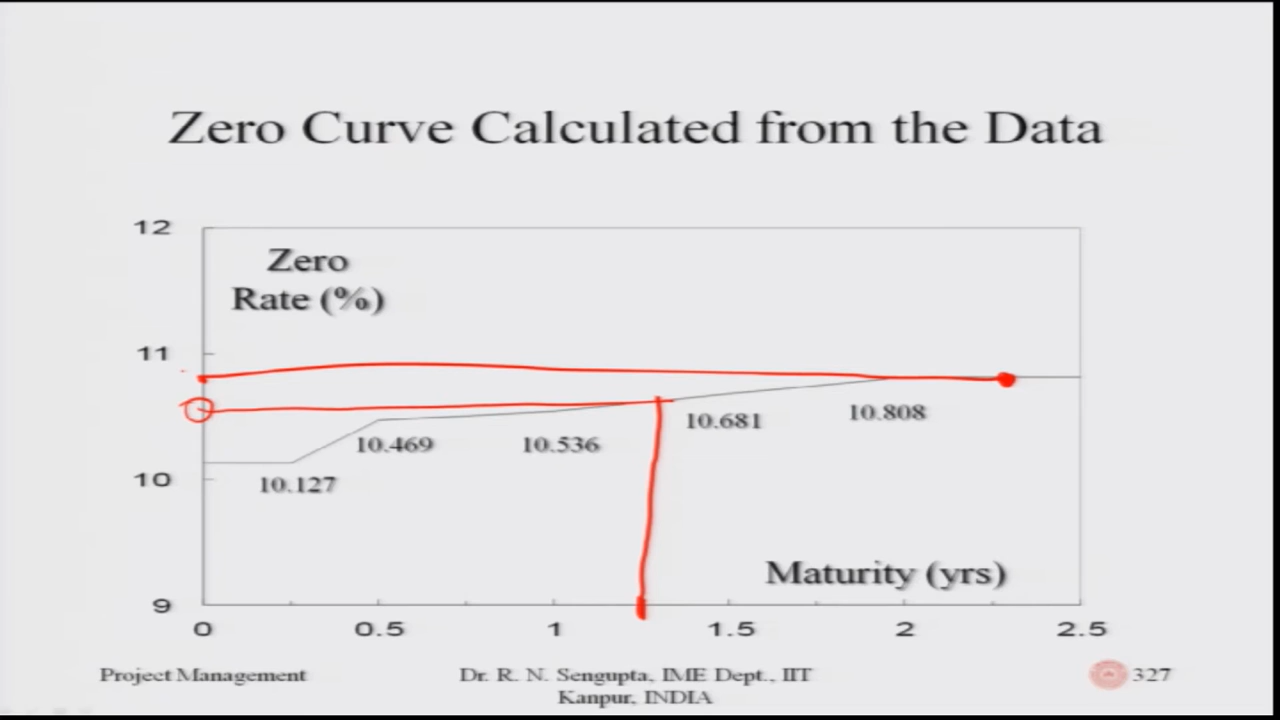 Zero Curve Calculated from the Data
12
Zero
Rate (%)
11
10.681
10.808
10.469
10.536
10
10.127
Maturity (yrs)
9
0
0.5
1
1.5
2
2.5
Project Management
Dr. R. N. Sengupta, IME Dept., IIT
Kanpur, INDIA
327